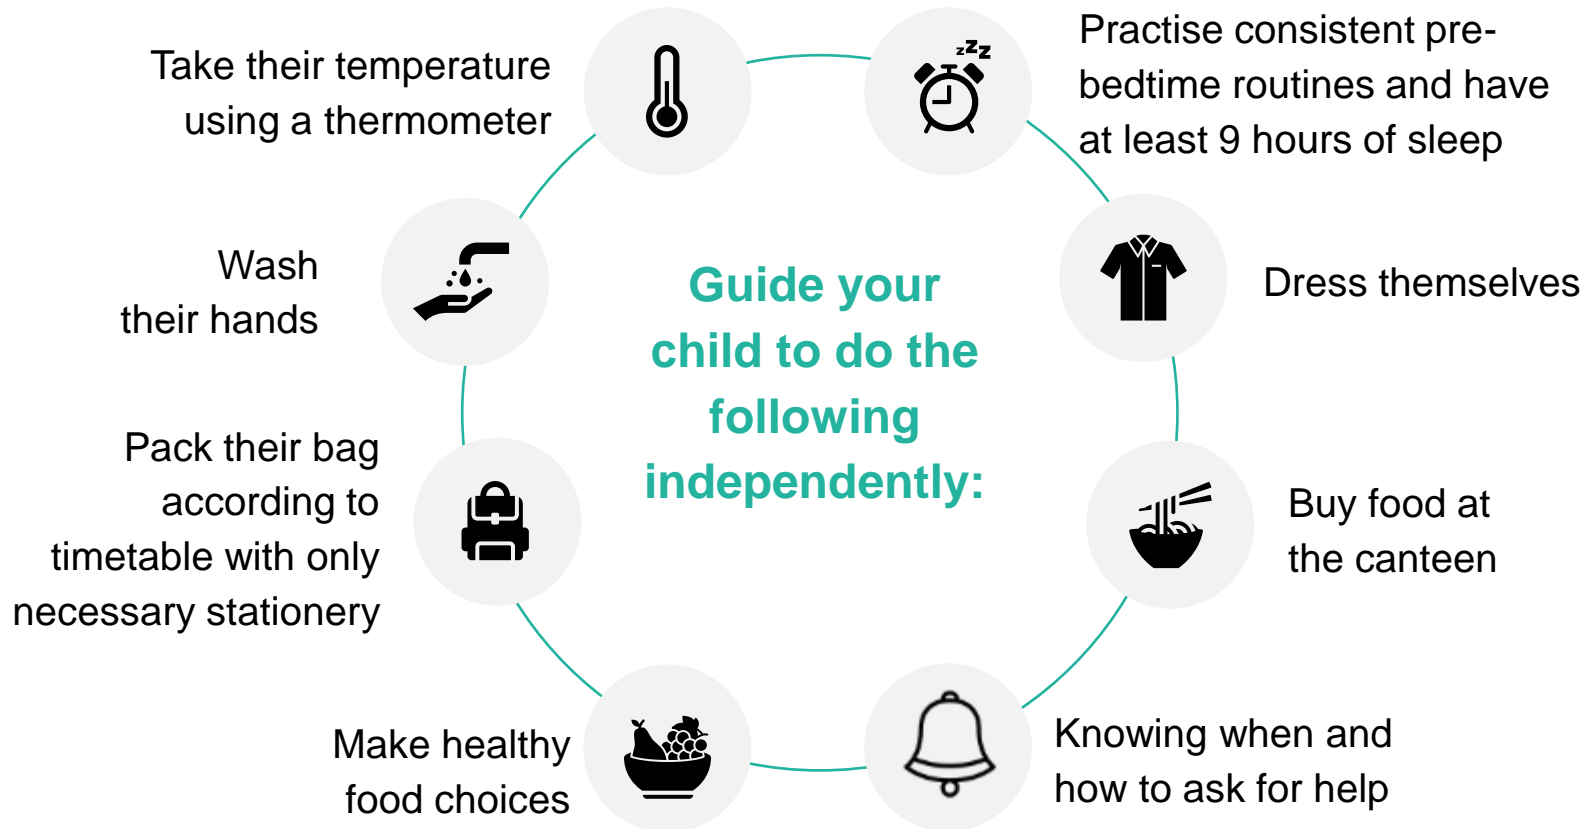 Guide your
child to do the
following
independently:
Practise consistent pre-
bedtime routines and have
at least 9 hours of sleep
Dress themselves
Buy food at
the canteen
Knowing when and
how to ask for help
Make healthy
food choices
Pack their bag
according to
timetable with only
necessary stationery
Wash
their hands
Take their temperature
using a thermometer
zzz